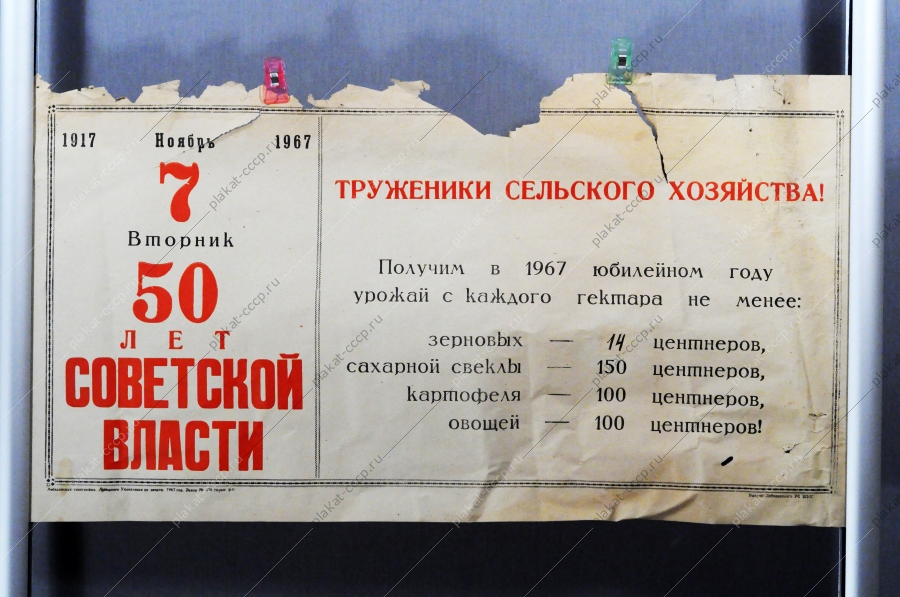 1917 Ноябрь 1967
7
Вторник
50
ЛЕТ
СОВЕТСКОЙ
ВЛАСТИ
ТРУЖЕНИКИ СЕЛЬСКОГО ХОЗЯЙСТВА!
Получим в 1967 юбилейном году
урожай с каждого гектара не менее:
зерновых — 14 центнеров,
сахарной свеклы — 150 центнеров,
картофеля — 100 центнеров,
овощей — 100 центнеров!
plakat-cccp.ru